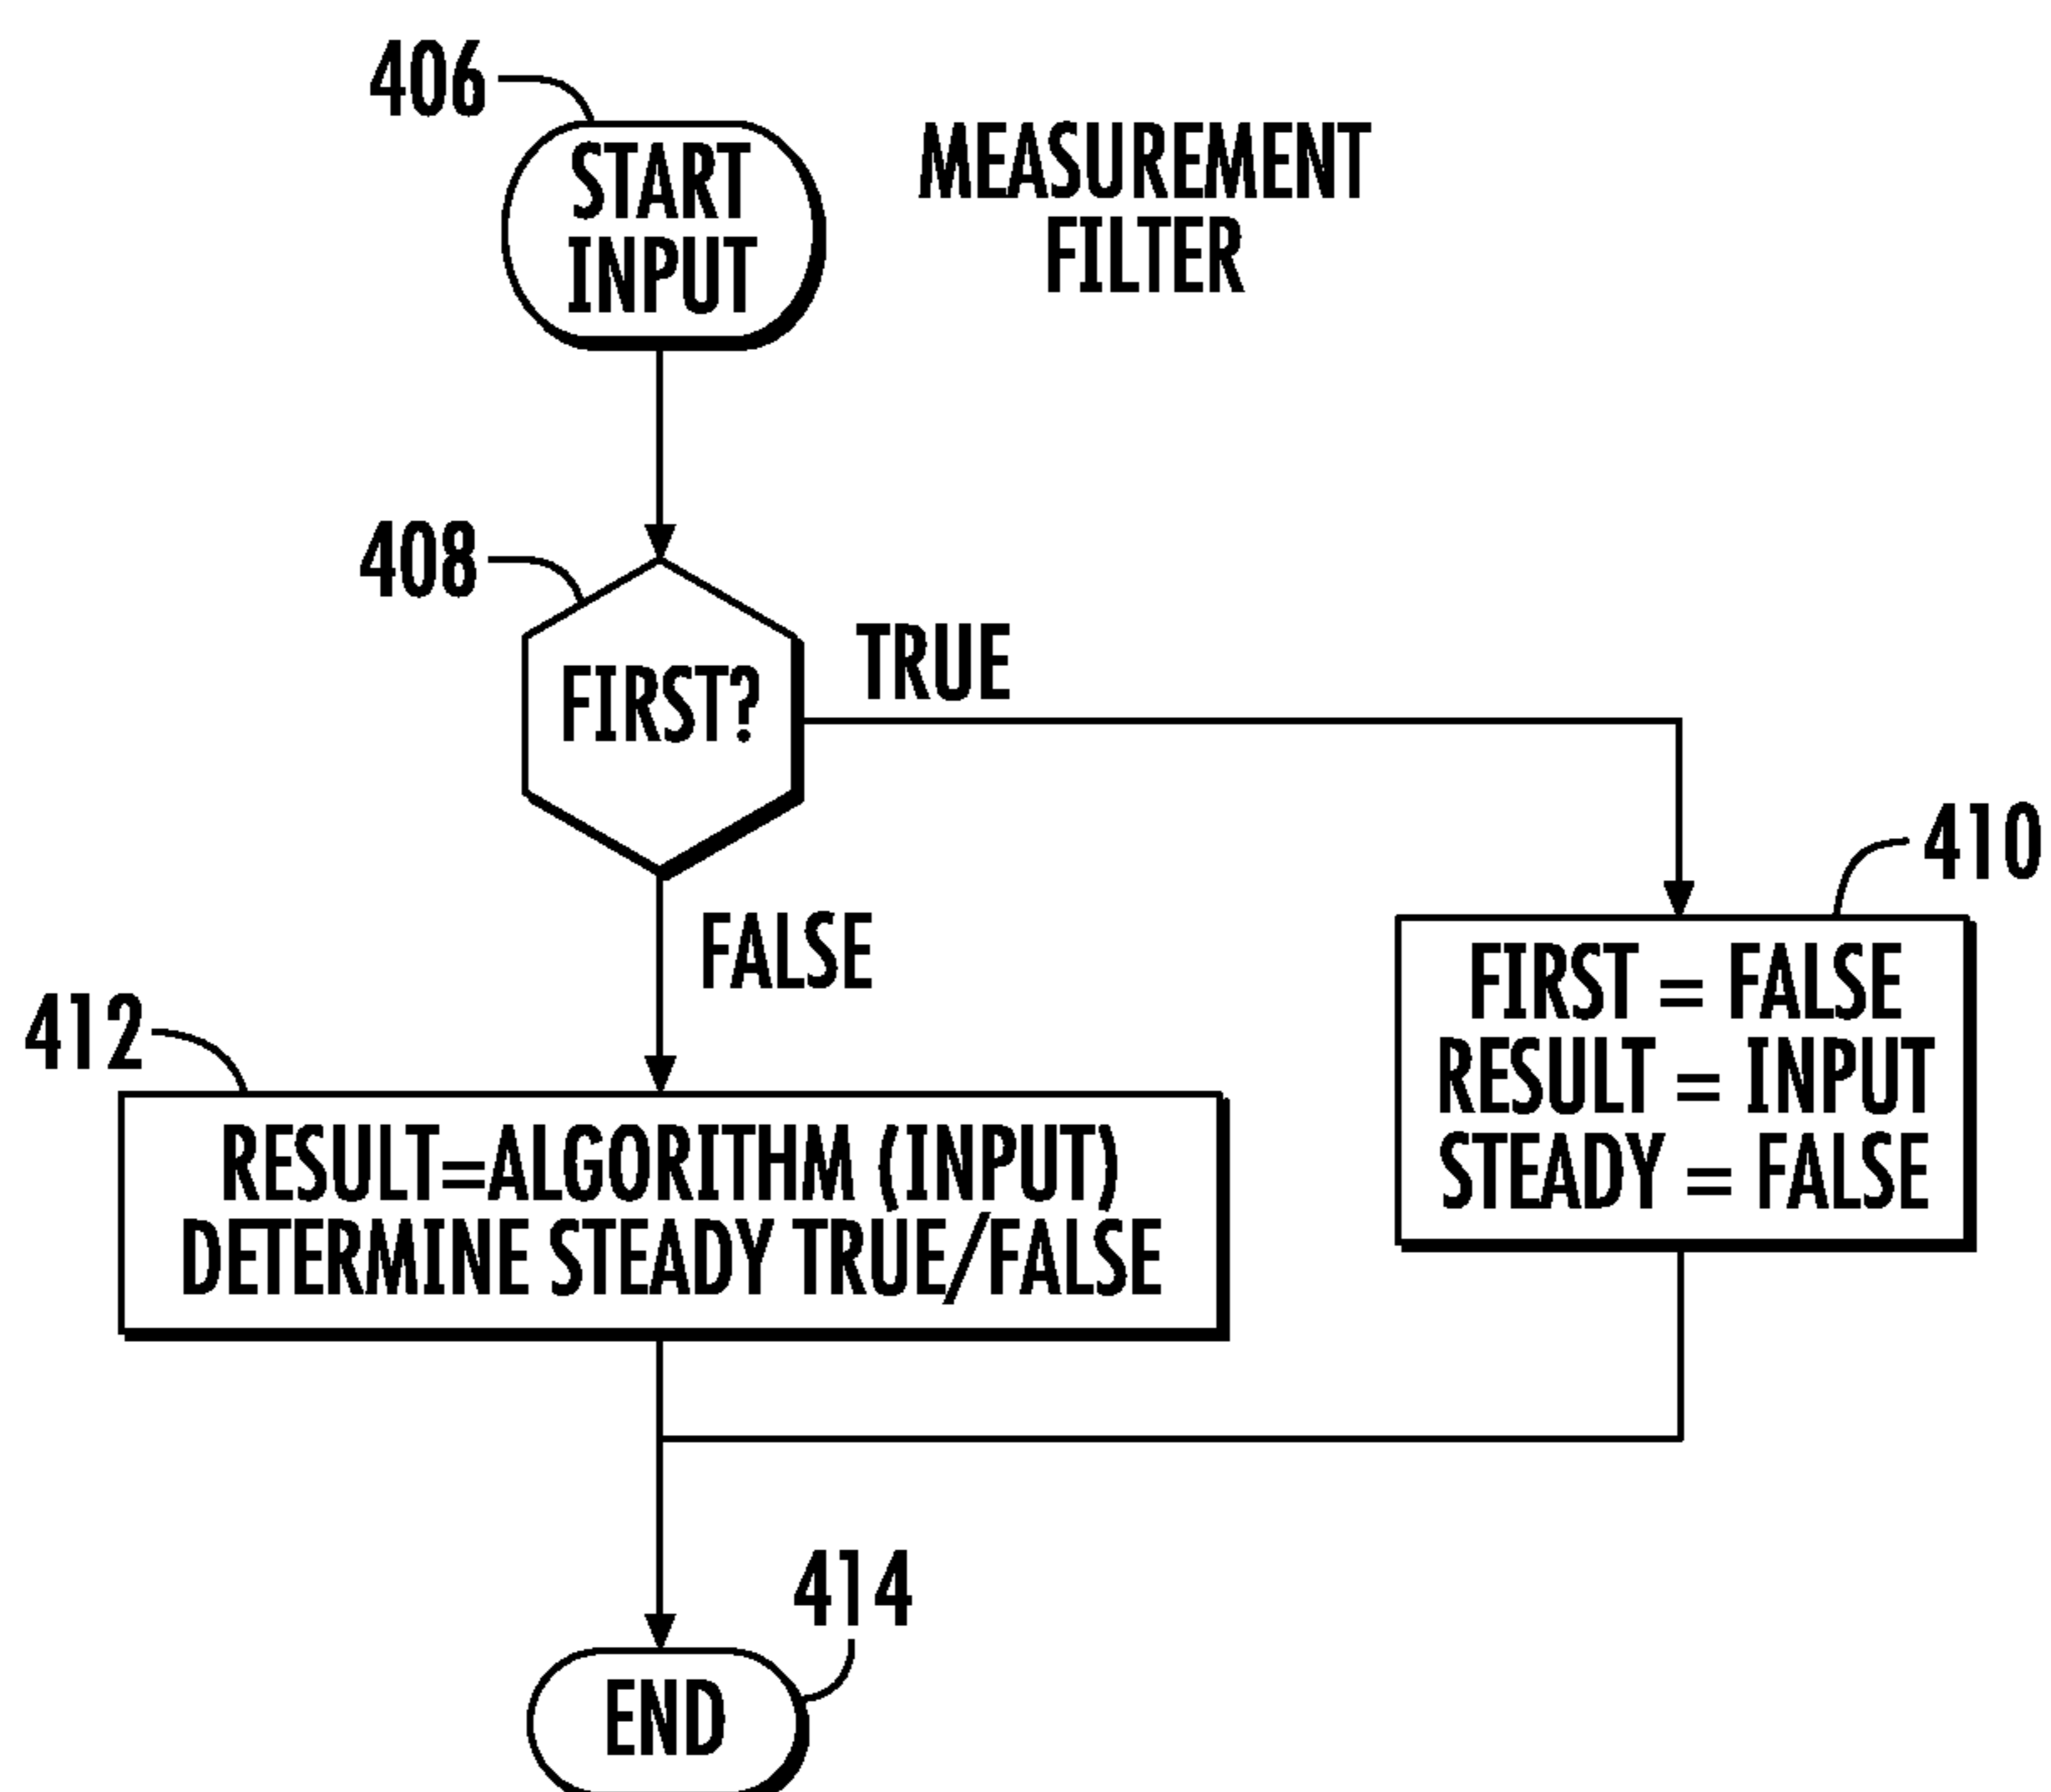 406
START
INPUT
MEASUREMENT
FILTER
408
FIRST?
TRUE
FALSE
410
FIRST = FALSE
RESULT = INPUT
STEADY = FALSE
412
RESULT=ALGORITHM (INPUT)
DETERMINE STEADY TRUE/FALSE
414
END